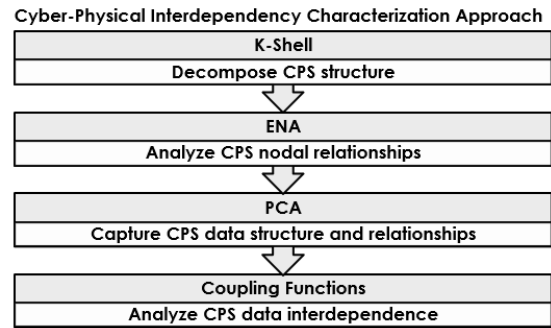 Cyber-Physical Interdependency Characterization Approach
K-Shell
Decompose CPS structure
ENA
Analyze CPS nodal relationships
PCA
Capture CPS data structure and relationships
Coupling Functions
Analyze CPS data interdependence